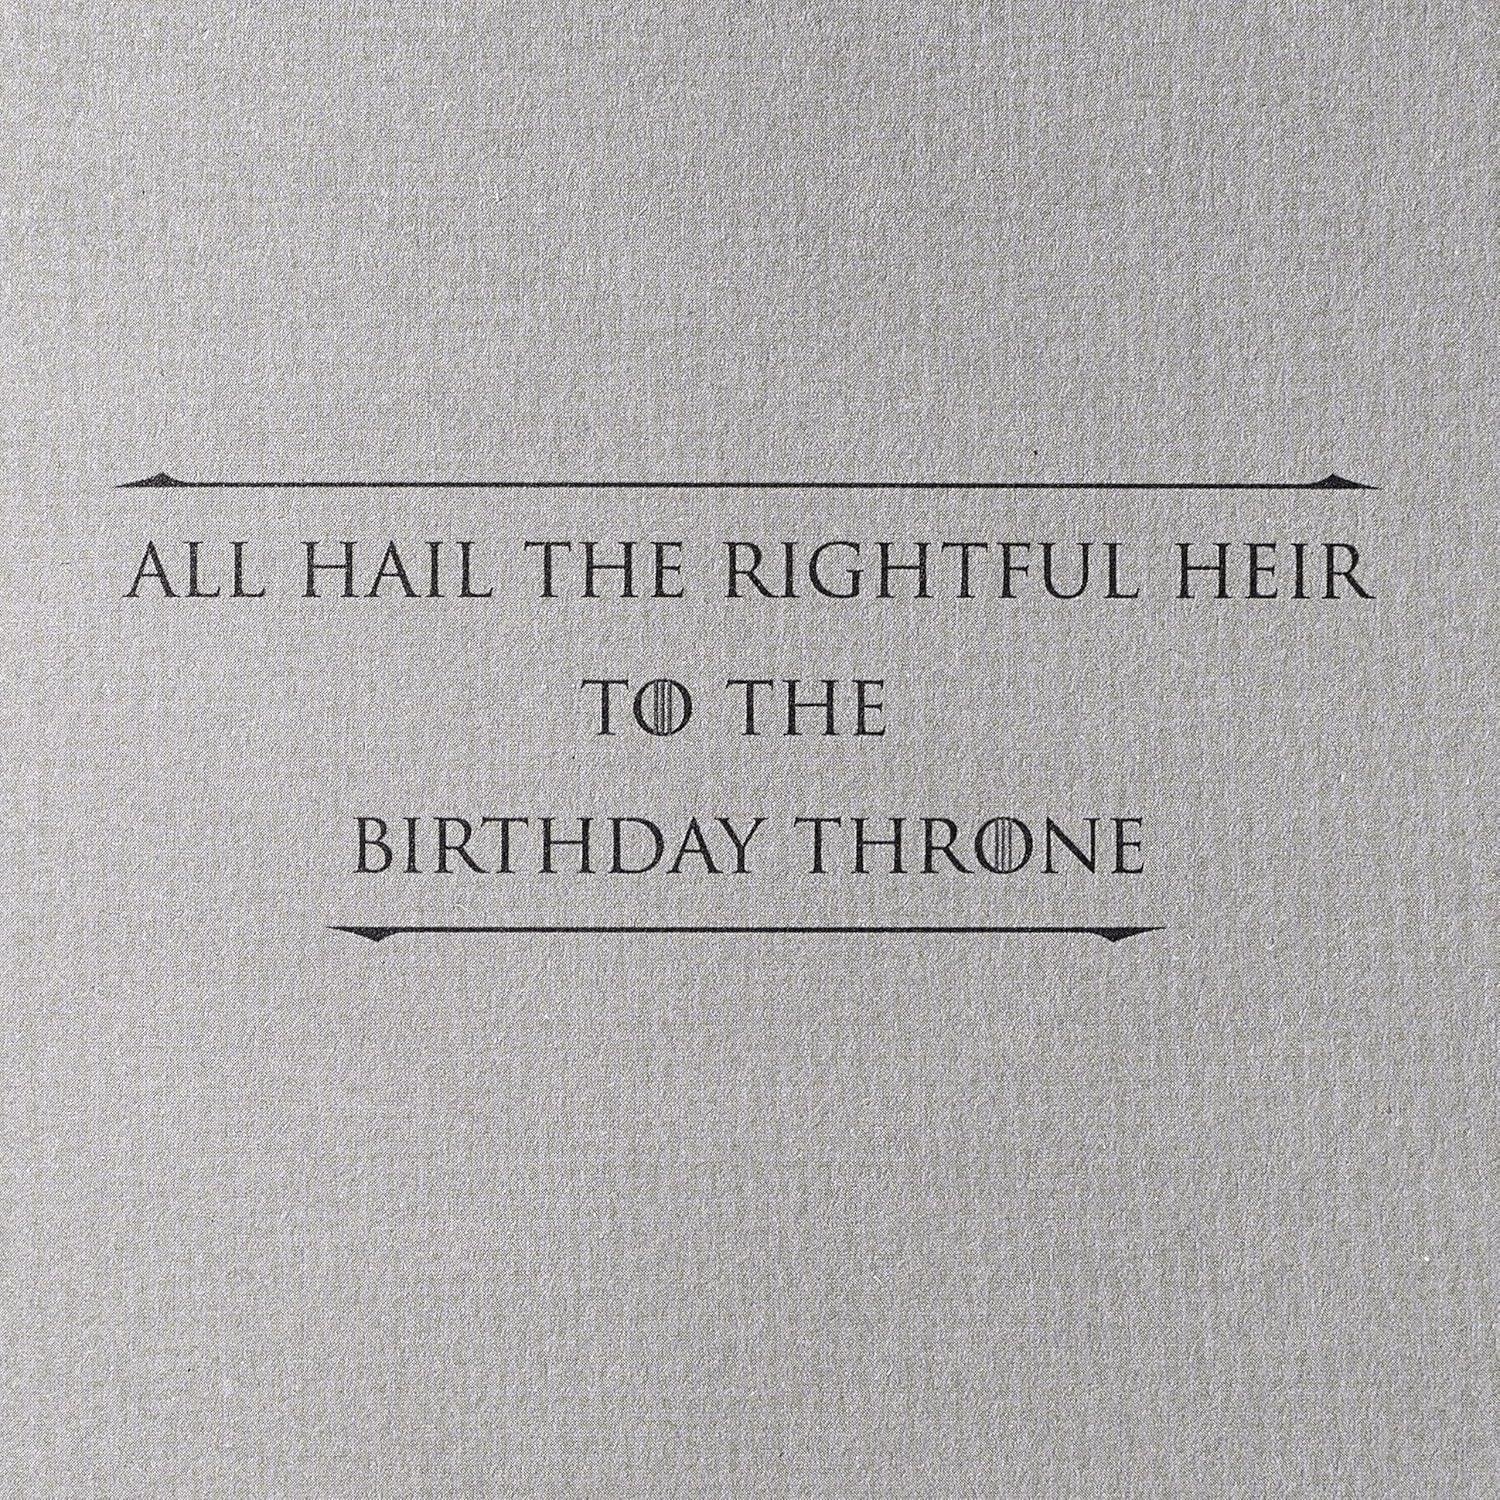 ALL HAIL THE RIGHTFUL HEIR
TO THE
BIRTHDAY THRONE